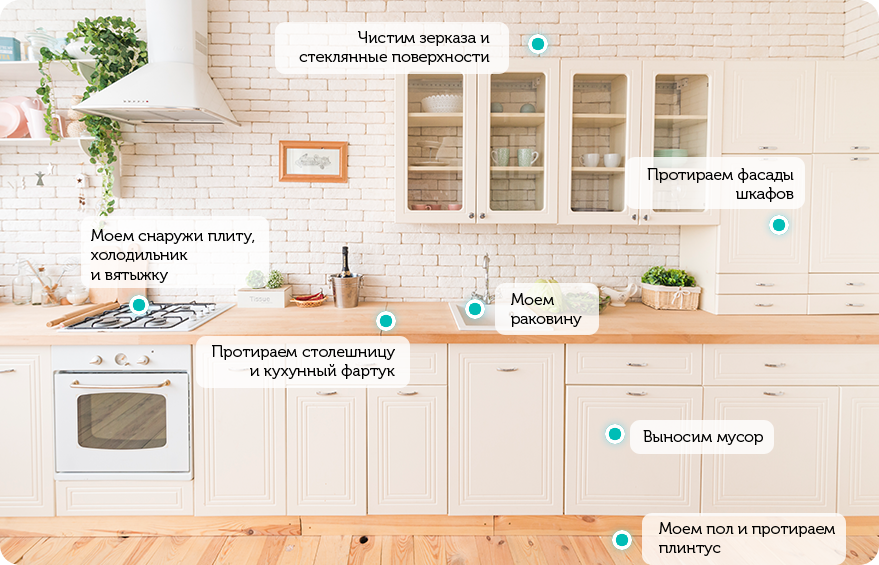 Чистим зерказа и
стеклянные поверхности
Протираем фасады
шкафов
Моем снаружи плиту,
холодильник
и вятыжку
Tissue
Моем
раковину
Протираем столешницу
и кухунный фартук
Выносим мусор
Моем пол и протираем
плинтус